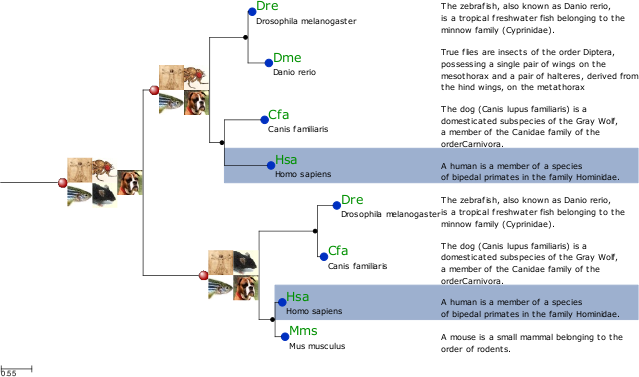 Dre
Drosophila melanogaster
The zebrafish, also known as Danio rerio,
is a tropical freshwater fish belonging to the
minnow family (Cyprinidae).
Dme
Danio rerio
True flies are insects of the order Diptera,
possessing a single pair of wings on the
mesothorax and a pair of halteres, derived from
the hind wings, on the metathorax
Cfa
Canis familiaris
The dog (Canis lupus familiaris) is a
domesticated subspecies of the Gray Wolf,
a member of the Canidae family of the
orderCarnivora.
Hsa
Homo sapiens
A human is a member of a species
of bipedal primates in the family Hominidae.
Dre
Drosophila melanogaster
The zebrafish, also known as Danio rerio,
is a tropical freshwater fish belonging to the
minnow family (Cyprinidae).
Cfa
Canis familiaris
The dog (Canis lupus familiaris) is a
domesticated subspecies of the Gray Wolf,
a member of the Canidae family of the
orderCarnivora.
Hsa
Homo sapiens
A human is a member of a species
of bipedal primates in the family Hominidae.
Mms
Mus musculus
A mouse is a small mammal belonging to the
order of rodents.
0.55